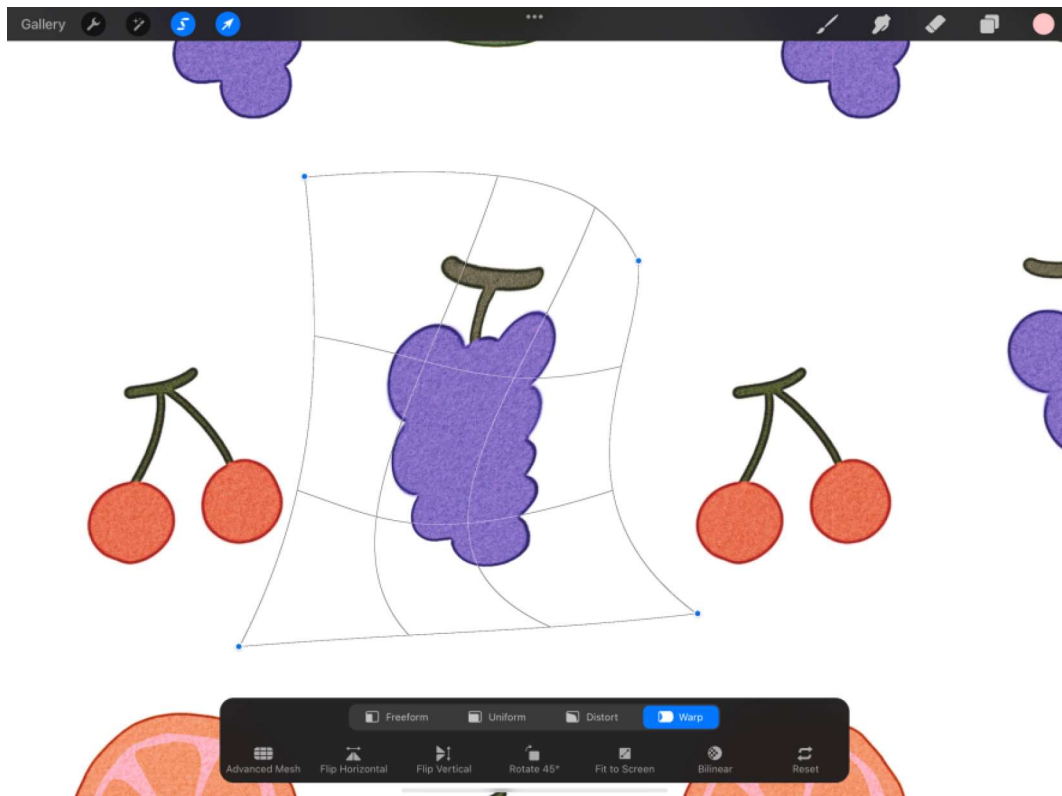 Gallery
Freeform Uniform Distort Warp
Advanced Mesh Flip Horizontal Flip Vertical Rotate 45° Fit to Screen Bilinear Reset